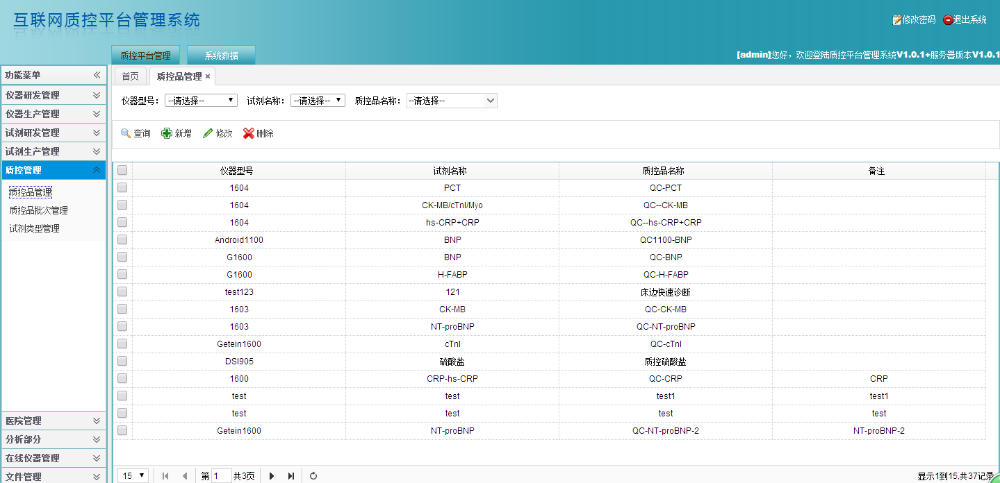 互联网质控平台管理系统
修改密码 退出系统
质控平台管理 系统数据
[admin]您好，欢迎登陆质控平台管理系统V1.0.1+服务器版本V1.0.1
功能菜单
仪器研发管理
仪器生产管理
试剂研发管理
试剂生产管理
质控管理
质控品管理
质控品批次管理
试剂类型管理
医院管理
分析部分
在线仪器管理
文件管理
首页 质控品管理 ×
仪器型号： --请选择-- 试剂名称： --请选择-- 质控品名称： --请选择--
查询 新增 修改 删除
仪器型号 试剂名称 质控品名称 备注
1604 PCT QC-PCT
1604 CK-MB/cTnI/Myo QC--CK-MB
1604 hs-CRP+CRP QC--hs-CRP+CRP
Android1100 BNP QC1100-BNP
G1600 BNP QC-BNP
G1600 H-FABP QC-H-FABP
test123 121 床边快速诊断
1603 CK-MB QC-CK-MB
1603 NT-proBNP QC-NT-proBNP
Getein1600 cTnI QC-cTnI
DSI905 硫酸盐 质控硫酸盐
1600 CRP-hs-CRP QC-CRP CRP
test test test1 test1
test test test test
Getein1600 NT-proBNP QC-NT-proBNP-2 NT-proBNP-2
15 第 1 共3页 显示1到15,共37记录